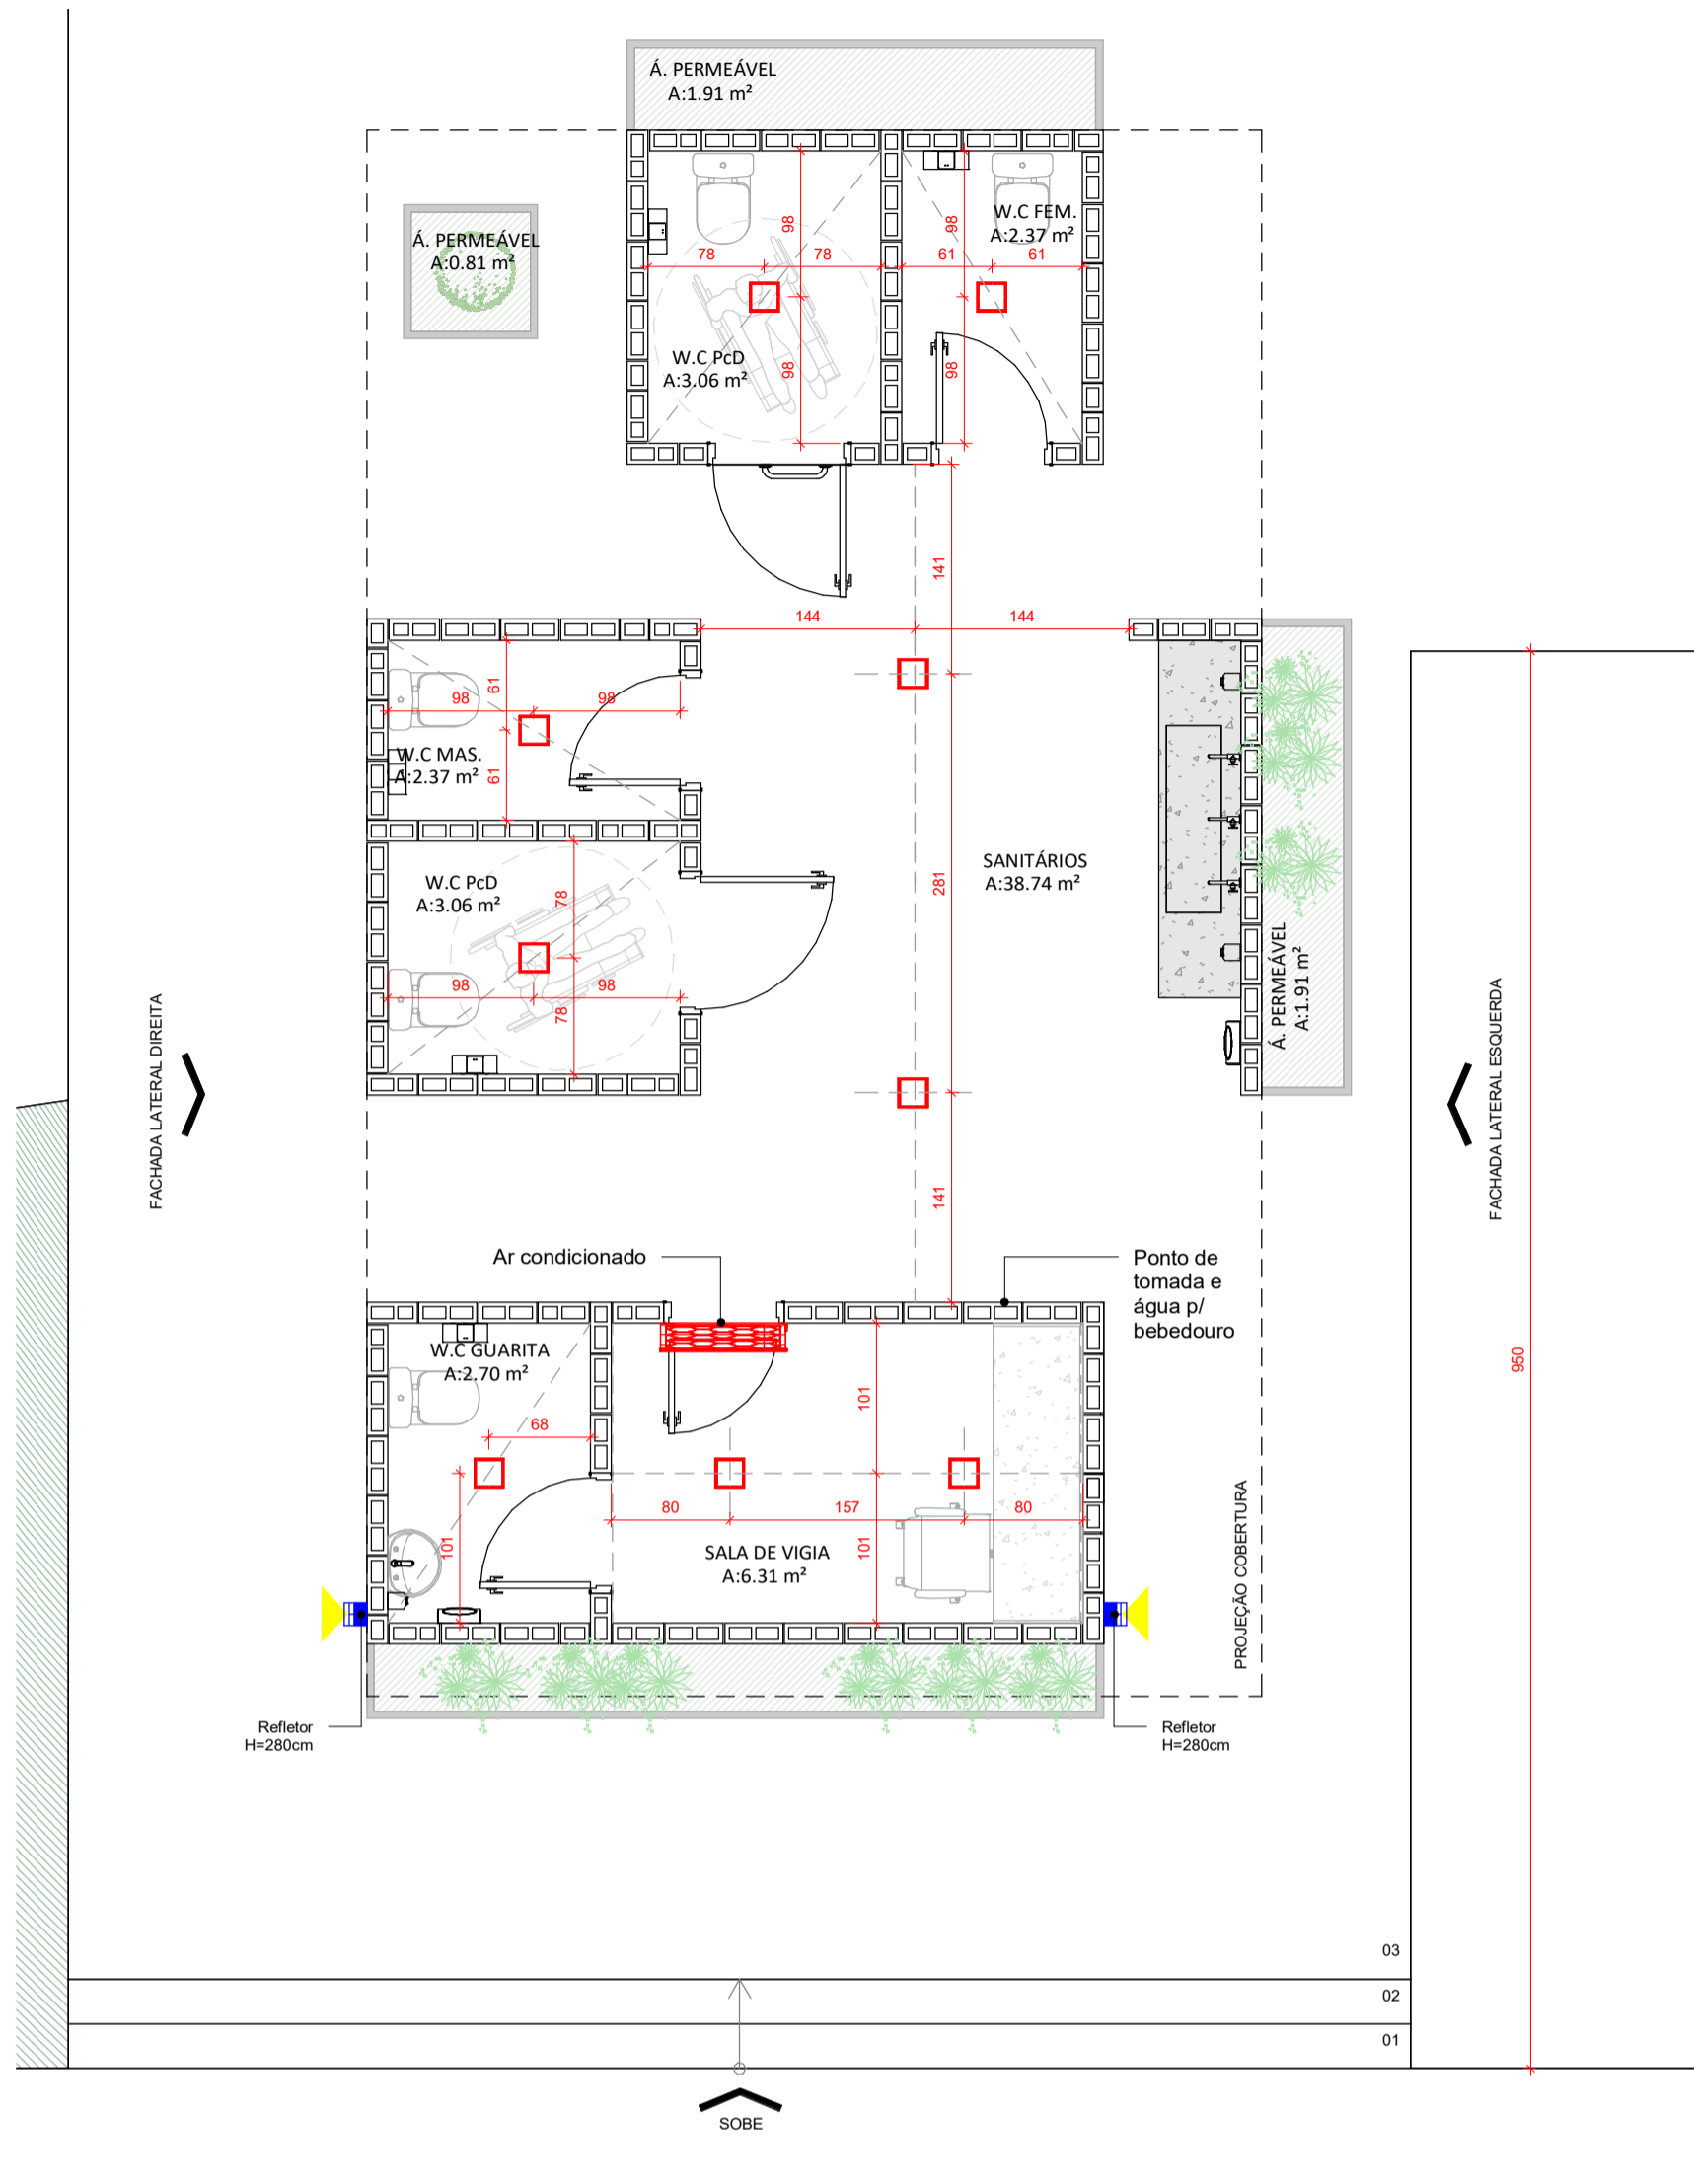 Á. PERMEÁVEL
A:1.91 m²
Á. PERMEÁVEL
A:0.81 m²
W.C FEM.
A:2.37 m²
98
98
78
78
61
61
W.C PcD
A:3.06 m²
98
98
141
144
144
61
98
98
W.C MAS.
A:2.37 m²
61
W.C PcD
A:3.06 m²
78
98
98
78
SANITÁRIOS
A:38.74 m²
281
Á. PERMEÁVEL
A:1.91 m²
FACHADA LATERAL DIREITA
FACHADA LATERAL ESQUERDA
141
Ar condicionado
Ponto de
tomada e
água p/
bebedouro
W.C GUARITA
A:2.70 m²
950
101
68
80
157
80
101
101
SALA DE VIGIA
A:6.31 m²
PROJEÇÃO COBERTURA
Refletor
H=280cm
Refletor
H=280cm
03
02
01
SOBE